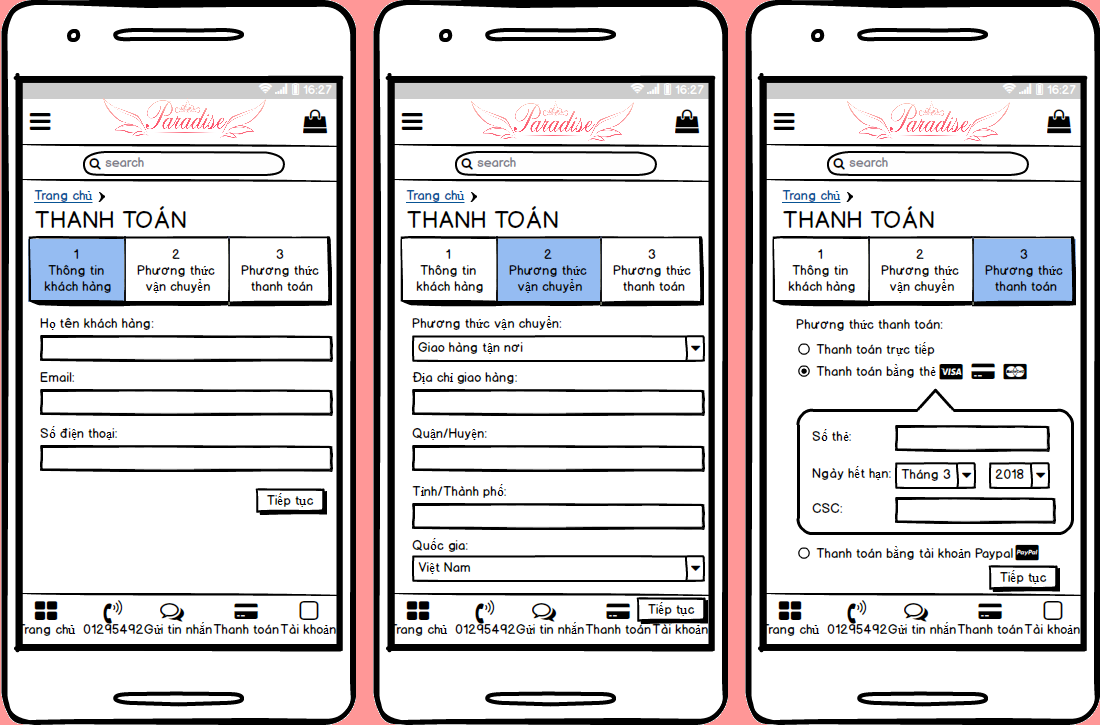 16:27
Paradise
search
Trang chủ
THANH TOÁN
1
Thông tin
khách hàng
2
Phương thức
vận chuyển
3
Phương thức
thanh toán
Họ tên khách hàng:
Email:
Số điện thoại:
Tiếp tục
Trang chủ 01295492 Gửi tin nhắn Thanh toán Tài khoản
16:27
Paradise
search
Trang chủ
THANH TOÁN
1
Thông tin
khách hàng
2
Phương thức
vận chuyển
3
Phương thức
thanh toán
Phương thức vận chuyển:
Giao hàng tận nơi
Địa chỉ giao hàng:
Quận/Huyện:
Tỉnh/Thành phố:
Quốc gia:
Việt Nam
Tiếp tục
Trang chủ 01295492 Gửi tin nhắn Thanh toán Tài khoản
16:27
Paradise
search
Trang chủ
THANH TOÁN
1
Thông tin
khách hàng
2
Phương thức
vận chuyển
3
Phương thức
thanh toán
Phương thức thanh toán:
Thanh toán trực tiếp
Thanh toán bằng thẻ VISA
Số thẻ:
Ngày hết hạn: Tháng 3 2018
CSC:
Thanh toán bằng tài khoản Paypal PayPal
Tiếp tục
Trang chủ 01295492 Gửi tin nhắn Thanh toán Tài khoản